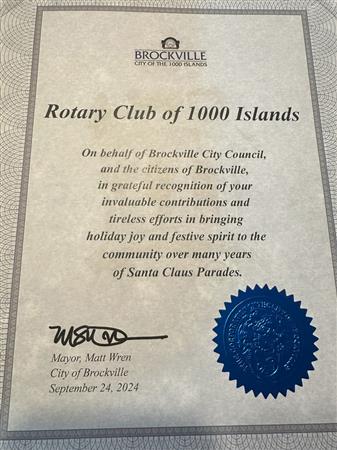 BROCKVILLE
CITY OF THE 1000 ISLANDS
Rotary Club of 1000 Islands
On behalf of Brockville City Council,
and the citizens of Brockville,
in grateful recognition of your
invaluable contributions and
tireless efforts in bringing
holiday joy and festive spirit to the
community over many years
of Santa Claus Parades.
Mayor, Matt Wren
City of Brockville
September 24, 2024